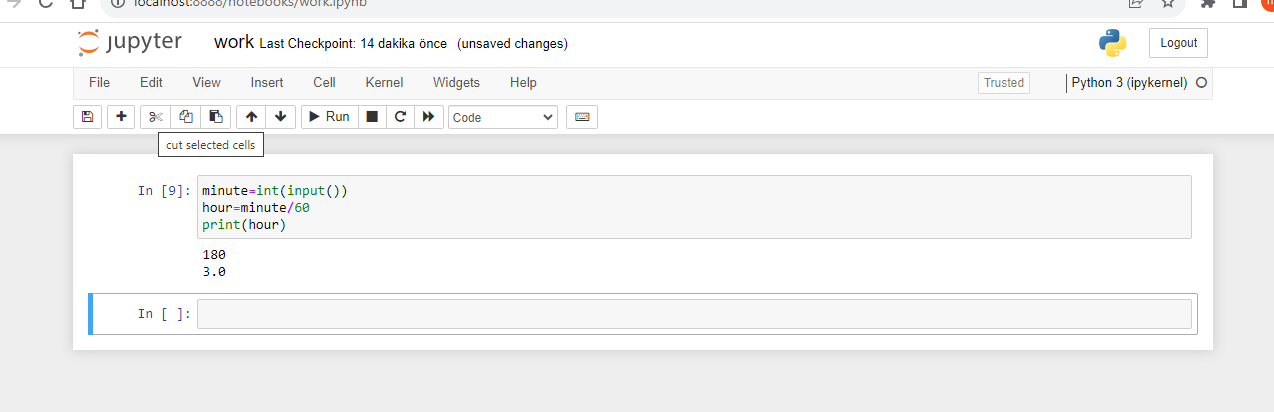 localhost:8888/notebooks/work.ipynb
jupyter work Last Checkpoint: 14 dakika önce (unsaved changes) Logout
File Edit View Insert Cell Kernel Widgets Help Trusted Python 3 (ipykernel)
Run Code
cut selected cells
In [9]: minute=int(input())
hour=minute/60
print(hour)
180
3.0
In [ ]: